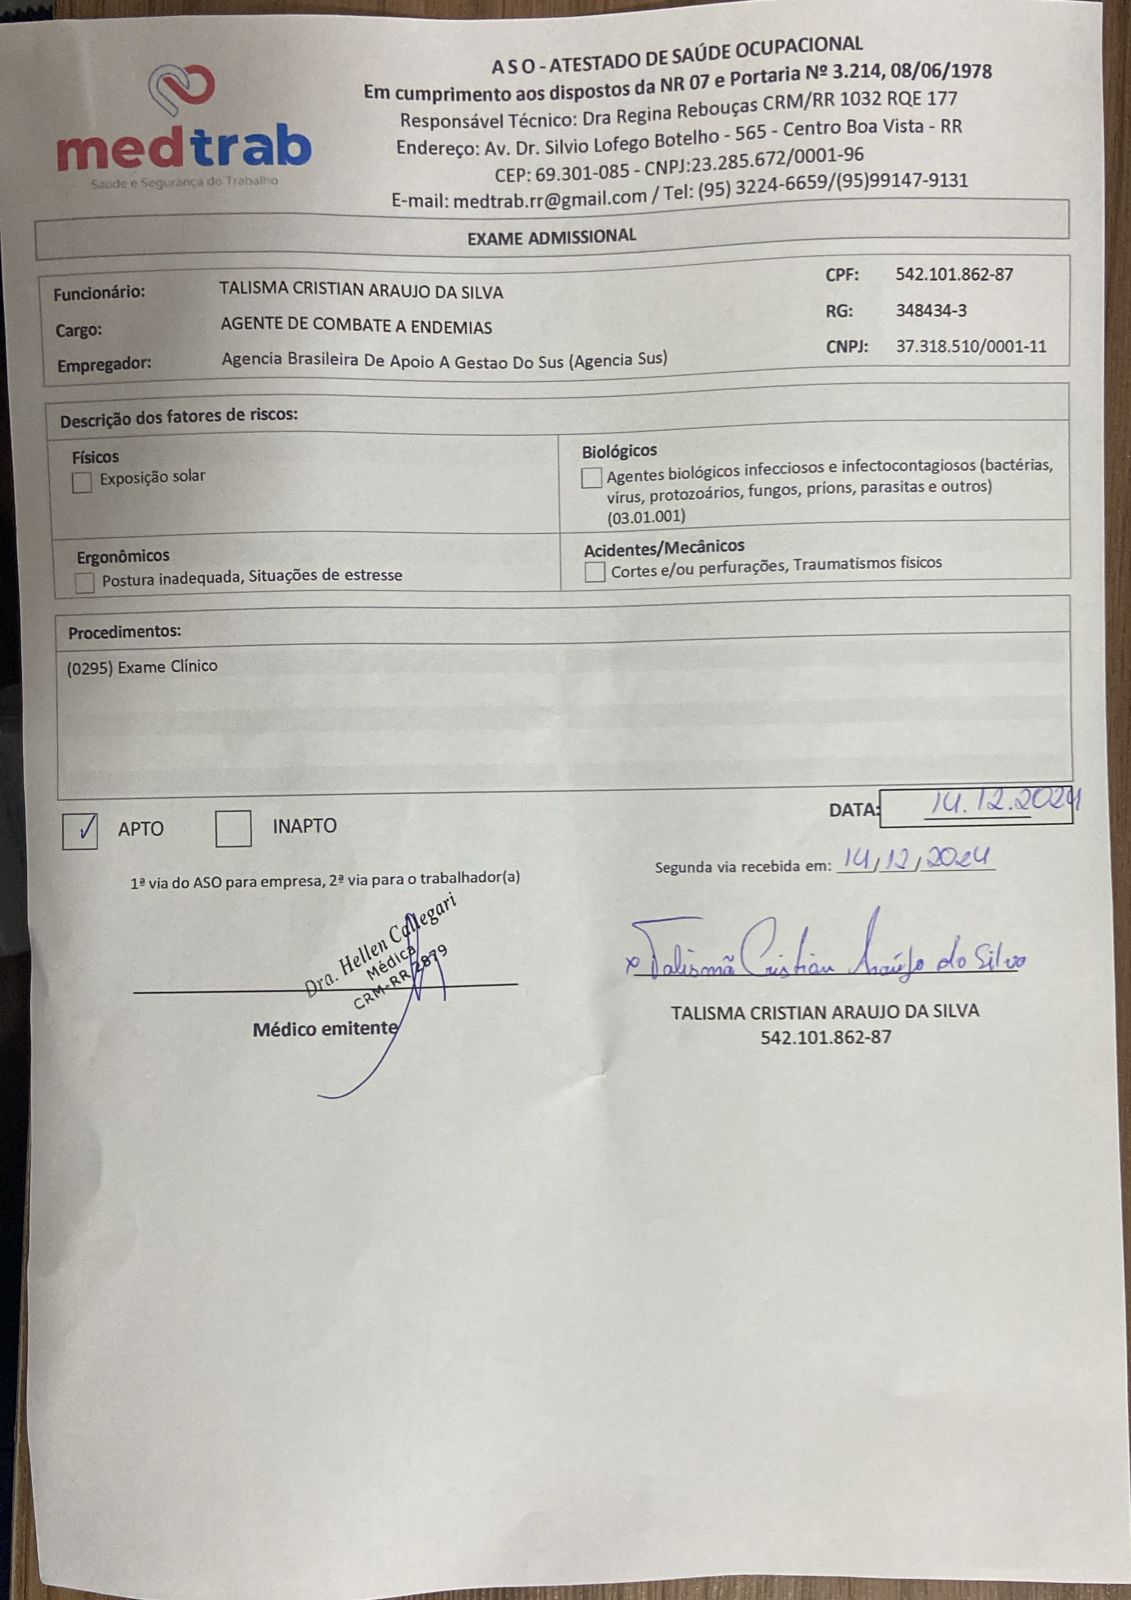 medtrab
Saúde e Segurança do Trabalho
A S O - ATESTADO DE SAÚDE OCUPACIONAL
Em cumprimento aos dispostos da NR 07 e Portaria Nº 3.214, 08/06/1978
Responsável Técnico: Dra Regina Rebouças CRM/RR 1032 RQE 177
Endereço: Av. Dr. Silvio Lofego Botelho - 565 - Centro Boa Vista - RR
CEP: 69.301-085 - CNPJ:23.285.672/0001-96
E-mail: medtrab.rr@gmail.com / Tel: (95) 3224-6659/(95)99147-9131
EXAME ADMISSIONAL
Funcionário: TALISMA CRISTIAN ARAUJO DA SILVA CPF: 542.101.862-87
Cargo: AGENTE DE COMBATE A ENDEMIAS RG: 348434-3
Empregador: Agencia Brasileira De Apoio A Gestao Do Sus (Agencia Sus) CNPJ: 37.318.510/0001-11
Descrição dos fatores de riscos:
Físicos
Exposição solar
Biológicos
Agentes biológicos infecciosos e infectocontagiosos (bactérias,
vírus, protozoários, fungos, príons, parasitas e outros)
(03.01.001)
Ergonômicos
Postura inadequada, Situações de estresse
Acidentes/Mecânicos
Cortes e/ou perfurações, Traumatismos fisicos
Procedimentos:
(0295) Exame Clínico
✓ APTO INAPTO
DATA: 14.12.2024
Segunda via recebida em: 14/12/2024
1ª via do ASO para empresa, 2ª via para o trabalhador(a)
Dra. Hellen Callegari
Médica
CRM-RR 2879
Médico emitente
x Talismã Cristian Araújo da Silva
TALISMA CRISTIAN ARAUJO DA SILVA
542.101.862-87